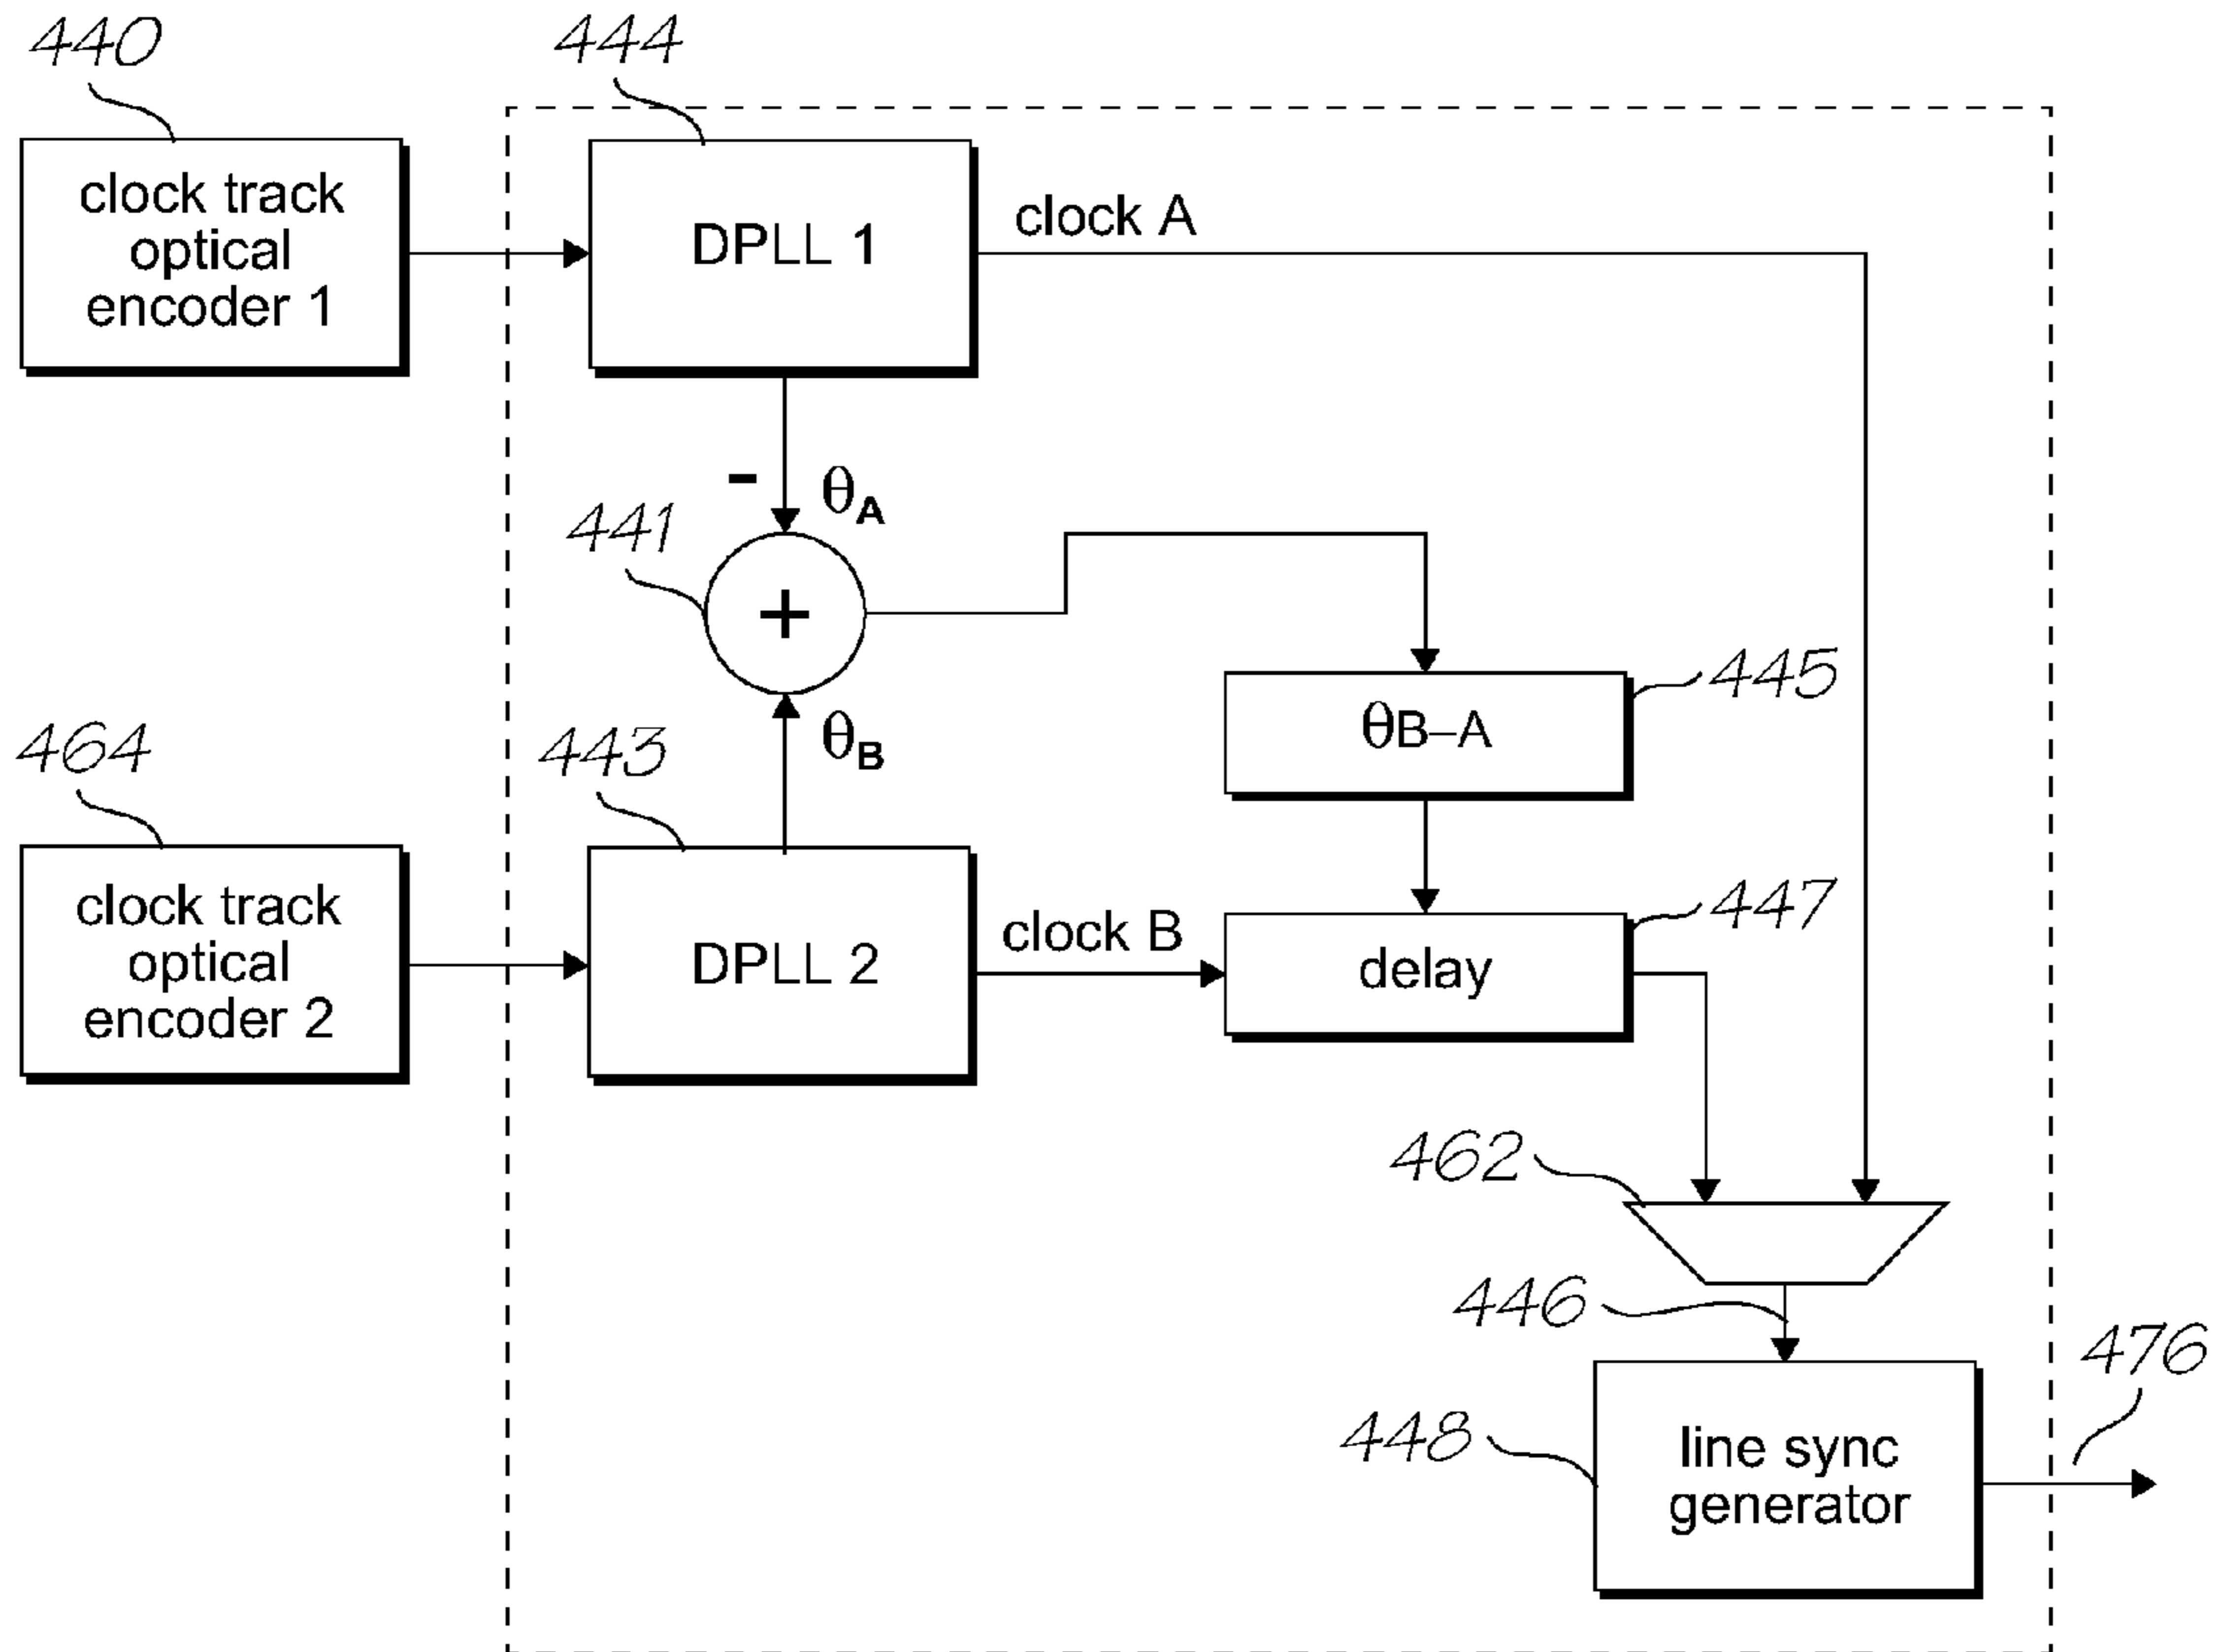 440
444
clock track
optical
encoder 1
DPLL 1
clock A
- θA
441
+
445
θB–A
θB
464
443
clock track
optical
encoder 2
DPLL 2
clock B
447
delay
462
446
476
448
line sync
generator